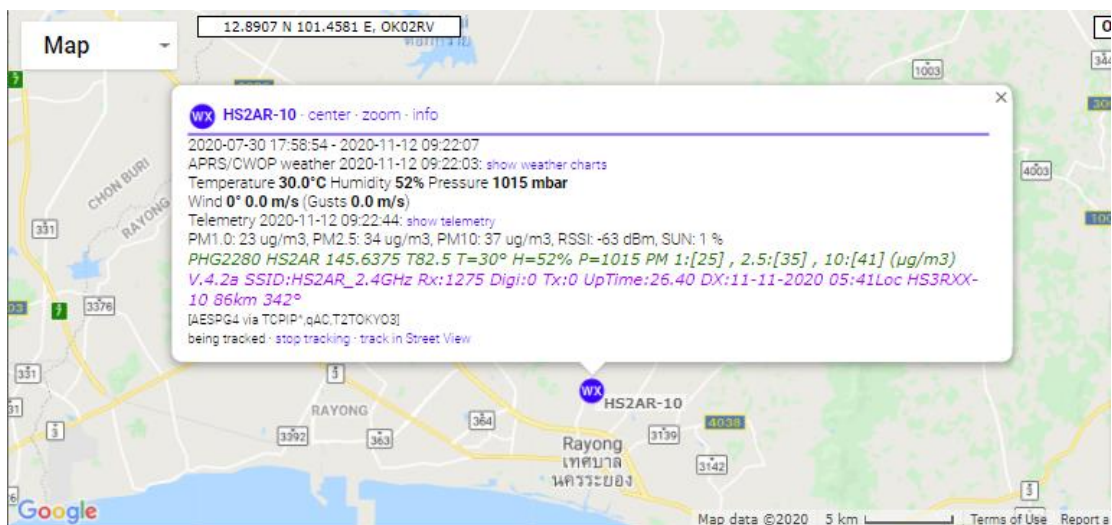 Map
12.8907 N 101.4581 E, OK02RV
HS2AR-10 · center · zoom · info
2020-07-30 17:58:54 - 2020-11-12 09:22:07
APRS/CWOP weather 2020-11-12 09:22:03: show weather charts
Temperature 30.0°C Humidity 52% Pressure 1015 mbar
Wind 0° 0.0 m/s (Gusts 0.0 m/s)
Telemetry 2020-11-12 09:22:44: show telemetry
PM1.0: 23 ug/m3, PM2.5: 34 ug/m3, PM10: 37 ug/m3, RSSI: -63 dBm, SUN: 1 %
PHG2280 HS2AR 145.6375 T82.5 T=30° H=52% P=1015 PM 1:[25] , 2.5:[35] , 10:[41] (µg/m3)
V.4.2a SSID:HS2AR_2.4GHz Rx:1275 Digi:0 Tx:0 UpTime:26.40 DX:11-11-2020 05:41Loc HS3RXX-
10 86km 342°
[AESPG4 via TCPIP*,qAC,T2TOKYO3]
being tracked · stop tracking · track in Street View
WX
HS2AR-10
WX
CHON BURI
RAYONG
1003
4003
331
3376
331
3
3
RAYONG
3392
363
364
4038
3139
3142
3
Rayong
เทศบาล
นครระยอง
Google
Map data ©2020
5 km
Terms of Use
Report a